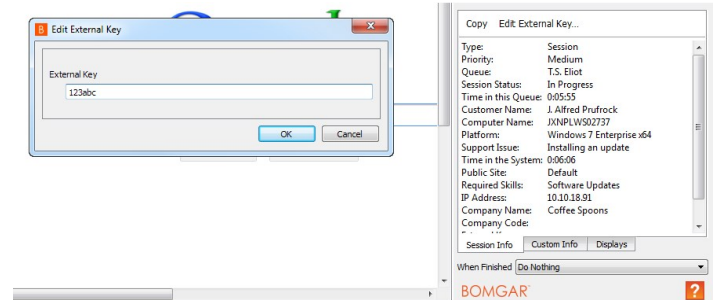 Edit External Key
External Key
123abc
OK Cancel
Copy Edit External Key...
Type: Session
Priority: Medium
Queue: T.S. Eliot
Session Status: In Progress
Time in this Queue: 0:05:55
Customer Name: J. Alfred Prufrock
Computer Name: JXNPLWS02737
Platform: Windows 7 Enterprise x64
Support Issue: Installing an update
Time in the System: 0:06:06
Public Site: Default
Required Skills: Software Updates
IP Address: 10.10.18.91
Company Name: Coffee Spoons
Company Code:
Session Info Custom Info Displays
When Finished Do Nothing
BOMGAR